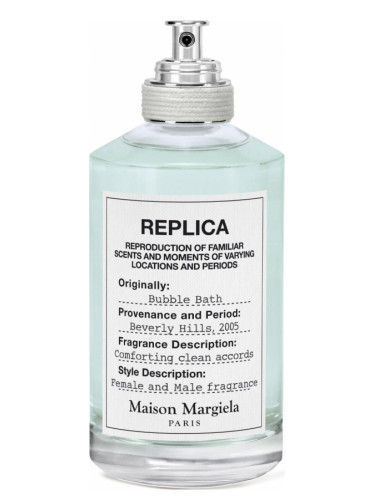 REPLICA
REPRODUCTION OF FAMILIAR
SCENTS AND MOMENTS OF VARYING
LOCATIONS AND PERIODS
Originally:
Bubble Bath
Provenance and Period:
Beverly Hills, 2005
Fragrance Description:
Comforting clean accords
Style Description:
Female and Male fragrance
Maison Margiela
PARIS